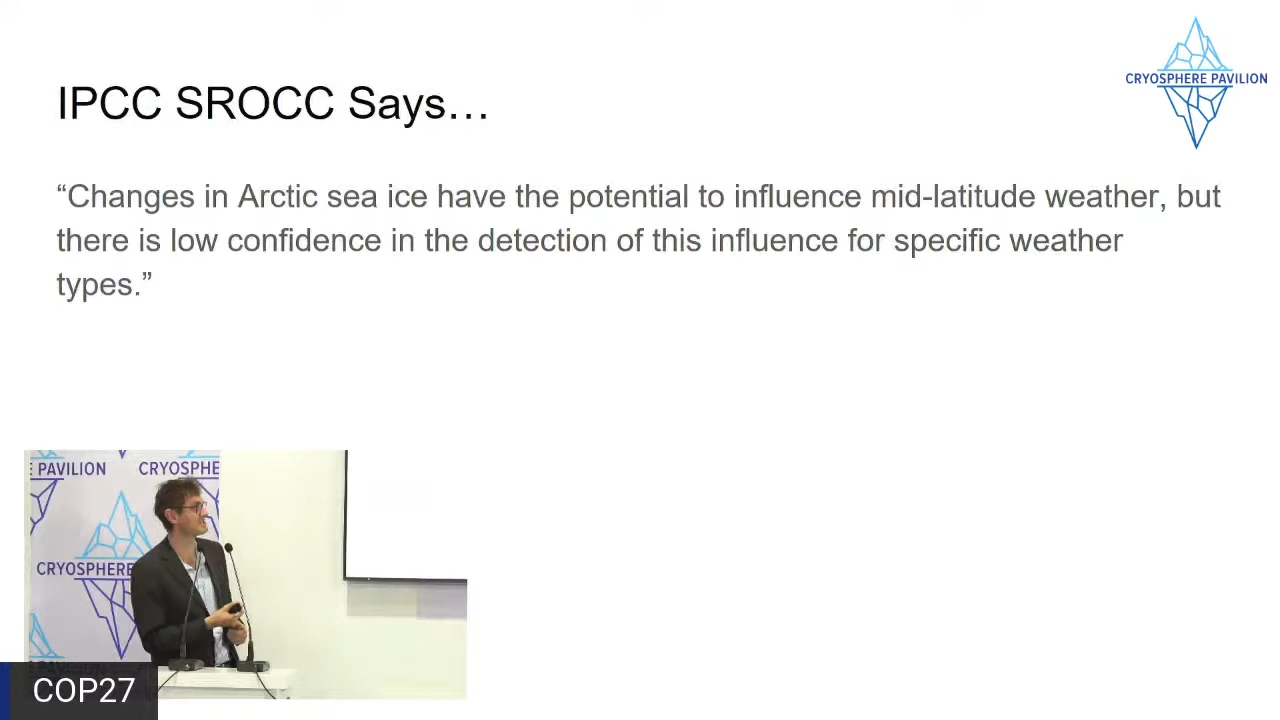 CRYOSPHERE PAVILION
IPCC SROCC Says…
“Changes in Arctic sea ice have the potential to influence mid-latitude weather, but
there is low confidence in the detection of this influence for specific weather
types.”
PAVILION
CRYOSPHE
CRYOSPHERE
PAVILION
COP27